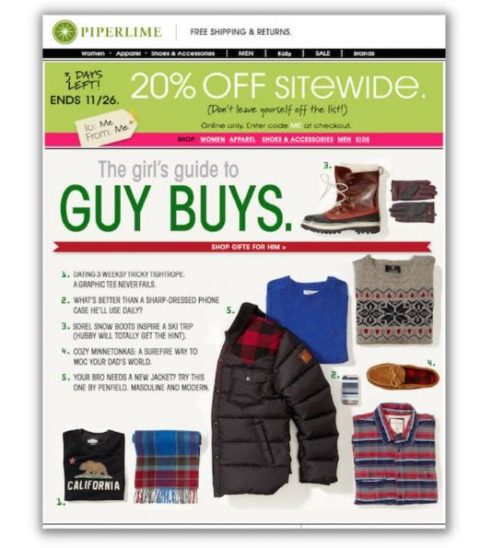 PIPERLIME
FREE SHIPPING & RETURNS.
Women • Apparel • Shoes & Accessories | MEN | Kids | SALE | Brands
3 DAYS
LEFT!
ENDS 11/26.
20% OFF SITEWIDE.
(Don't leave yourself off the list!)
To: Me
From: Me
Online only. Enter code at checkout.
SHOP: WOMEN APPAREL SHOES & ACCESSORIES MEN KIDS
The girl's guide to
GUY BUYS.
SHOP GIFTS FOR HIM >
1. DATING 3 WEEKS? TRICKY TIGHTROPE.
A GRAPHIC TEE NEVER FAILS.
2. WHAT'S BETTER THAN A SHARP-DRESSED PHONE
CASE HE'LL USE DAILY?
3. SOREL SNOW BOOTS INSPIRE A SKI TRIP
(HUBBY WILL TOTALLY GET THE HINT).
4. COZY MINNETONKAS: A SUREFIRE WAY TO
MOC YOUR DAD'S WORLD.
5. YOUR BRO NEEDS A NEW JACKET? TRY THIS
ONE BY PENFIELD. MASCULINE AND MODERN.
3.
5.
4.
2.
CALIFORNIA
1.